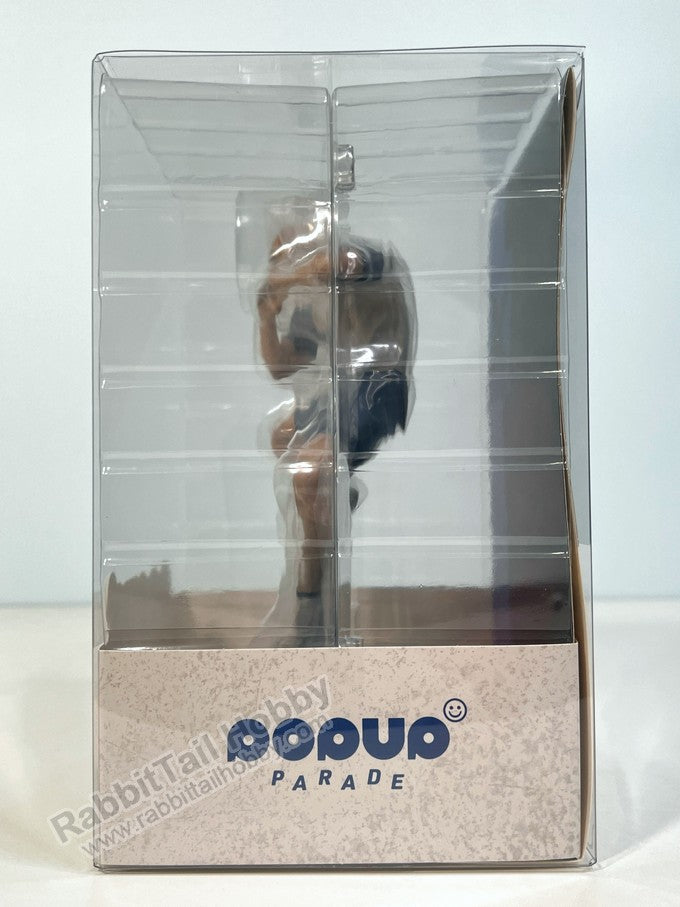 POPUP
PARADE
RabbitTail Hobby
www.rabbittailhobby.com